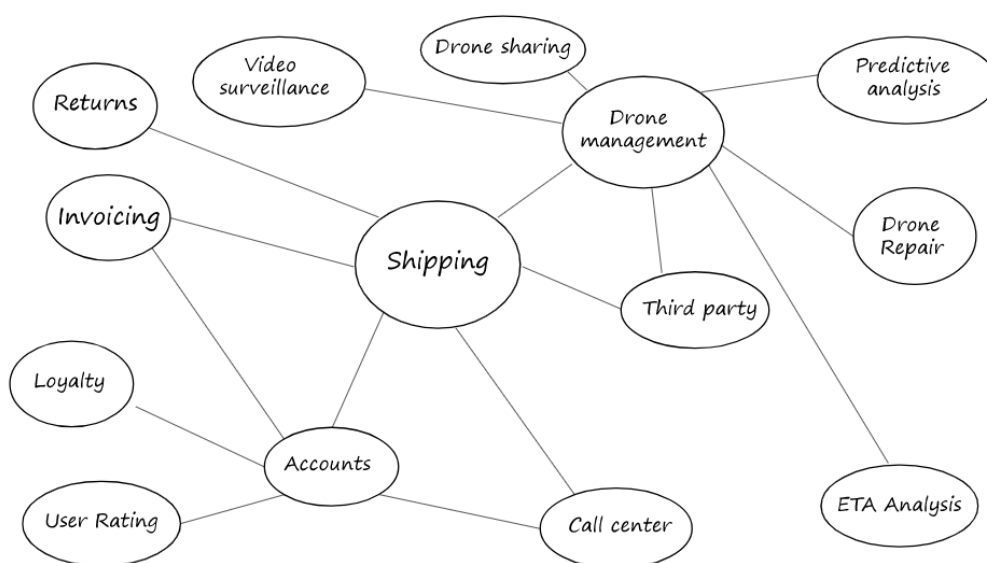 Drone sharing
Video
surveillance
Predictive
analysis
Returns
Drone
management
Invoicing
Drone
Repair
Shipping
Third party
Loyalty
Accounts
ETA Analysis
User Rating
Call center